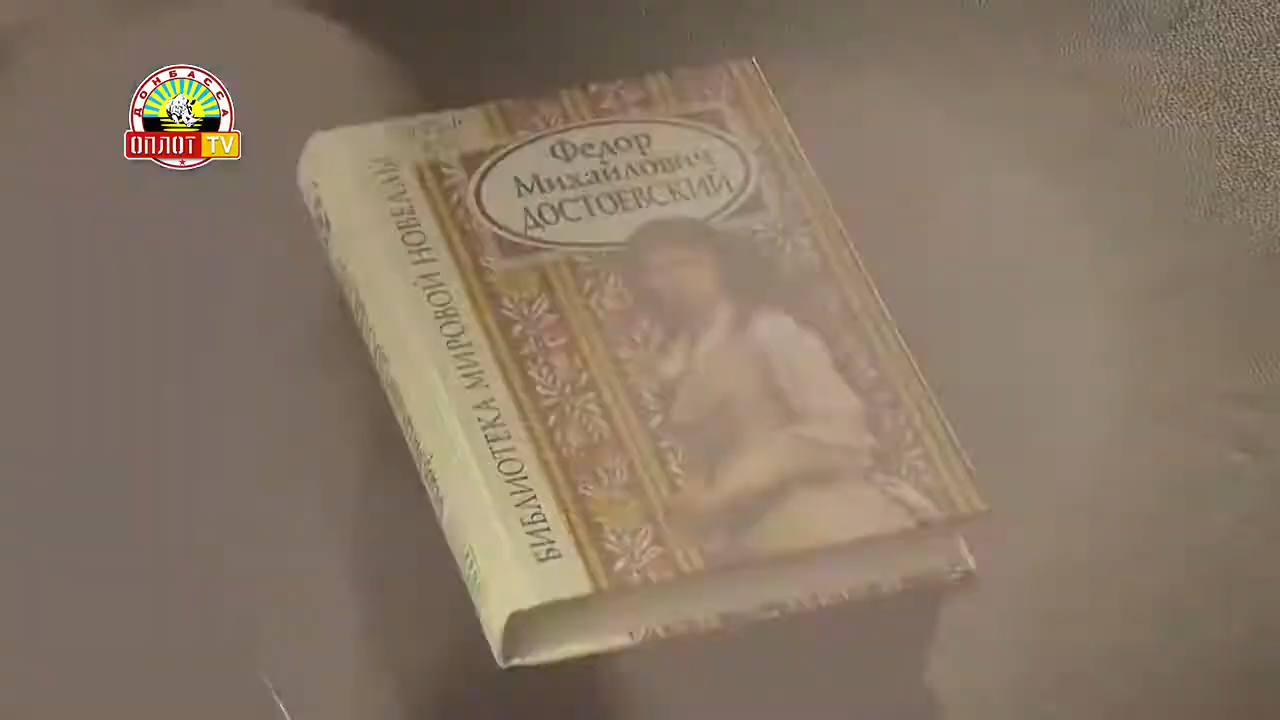 ДОНБАССА
ОПЛОТ TV
Федор
Михайлович
ДОСТОЕВСКИЙ
БИБЛИОТЕКА МИРОВОЙ НОВЕЛЛЫ